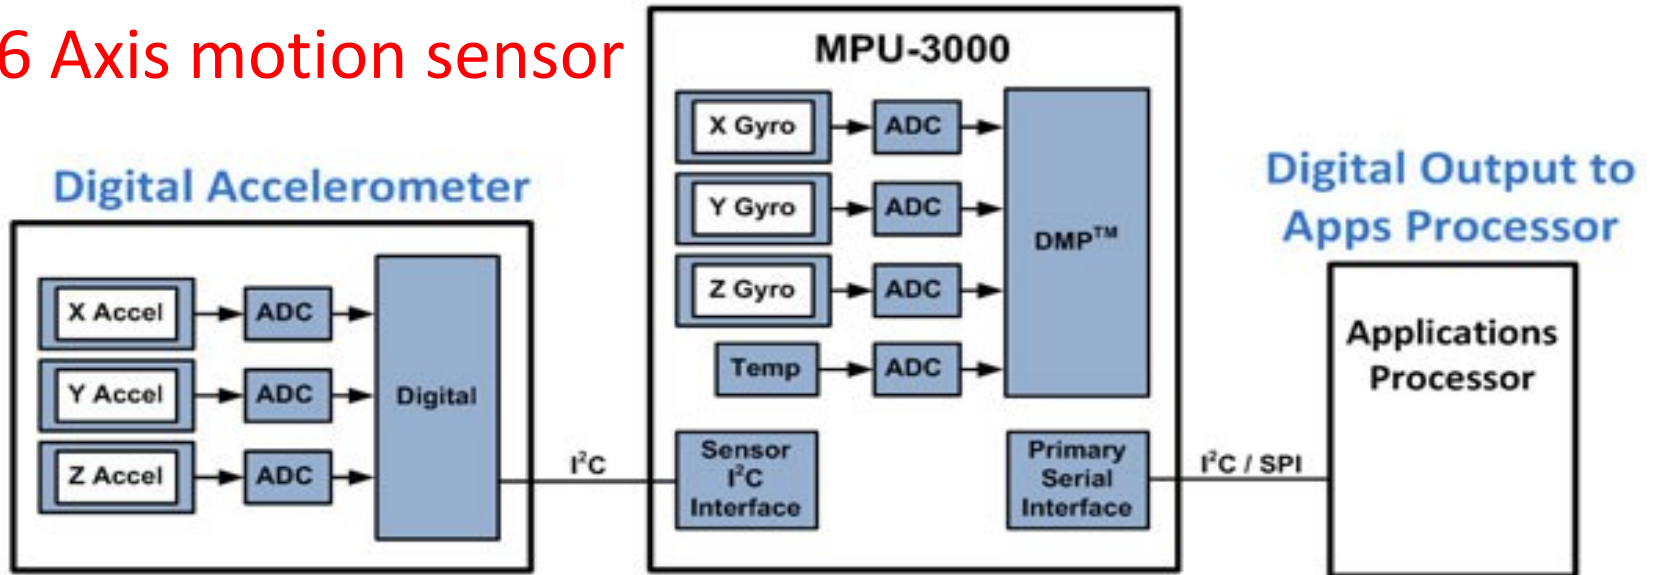 6 Axis motion sensor
Digital Accelerometer
X Accel
ADC
Y Accel
ADC
Z Accel
ADC
Digital
I²C
MPU-3000
X Gyro
ADC
Y Gyro
ADC
Z Gyro
ADC
Temp
ADC
DMP™
Sensor
I²C
Interface
Primary
Serial
Interface
I²C / SPI
Digital Output to
Apps Processor
Applications
Processor